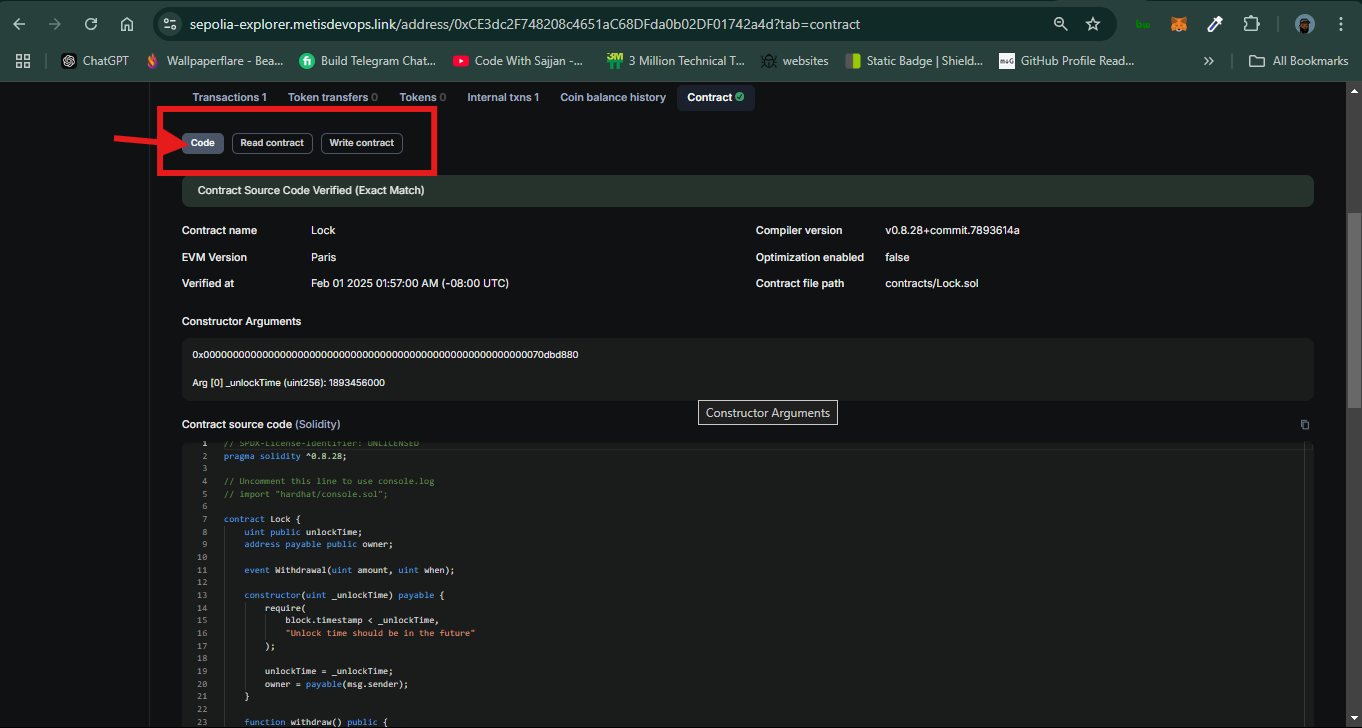 sepolia-explorer.metisdevops.link/address/0xCE3dc2F748208c4651aC68DFda0b02DF01742a4d?tab=contract
ChatGPT Wallpaperflare - Bea... Build Telegram Chat... Code With Sajjan -... 3 Million Technical T... websites Static Badge | Shield... GitHub Profile Read... » All Bookmarks
Transactions 1 Token transfers 0 Tokens 0 Internal txns 1 Coin balance history Contract
Code Read contract Write contract
Contract Source Code Verified (Exact Match)
Contract name Lock Compiler version v0.8.28+commit.7893614a
EVM Version Paris Optimization enabled false
Verified at Feb 01 2025 01:57:00 AM (-08:00 UTC) Contract file path contracts/Lock.sol
Constructor Arguments
0x0000000000000000000000000000000000000000000000000000000070dbd880
Arg [0] _unlockTime (uint256): 1893456000
Constructor Arguments
Contract source code (Solidity)
1 // SPDX-License-Identifier: UNLICENSED
2 pragma solidity ^0.8.28;
3
4 // Uncomment this line to use console.log
5 // import "hardhat/console.sol";
6
7 contract Lock {
8 uint public unlockTime;
9 address payable public owner;
10
11 event Withdrawal(uint amount, uint when);
12
13 constructor(uint _unlockTime) payable {
14 require(
15 block.timestamp < _unlockTime,
16 "Unlock time should be in the future"
17 );
18
19 unlockTime = _unlockTime;
20 owner = payable(msg.sender);
21 }
22
23 function withdraw() public {